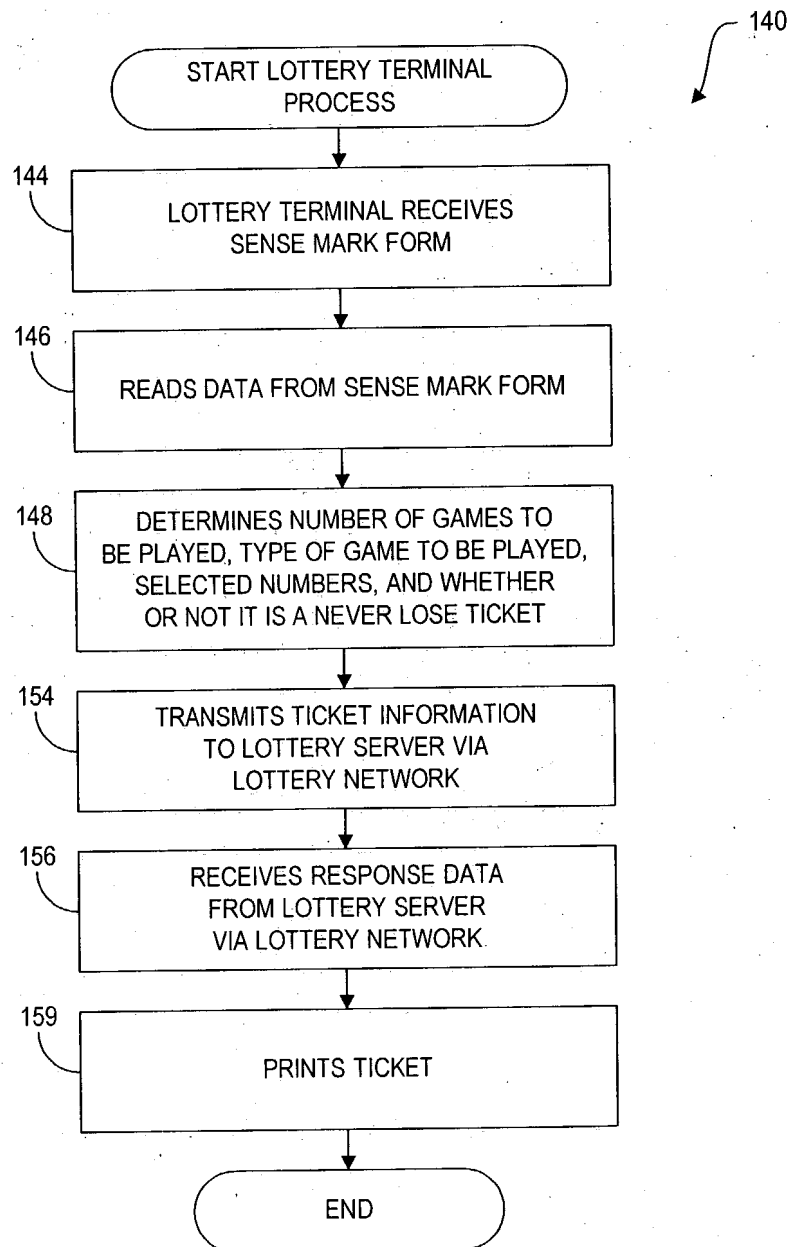 140
START LOTTERY TERMINAL
PROCESS
144
LOTTERY TERMINAL RECEIVES
SENSE MARK FORM
146
READS DATA FROM SENSE MARK FORM
148
DETERMINES NUMBER OF GAMES TO
BE PLAYED, TYPE OF GAME TO BE PLAYED,
SELECTED NUMBERS, AND WHETHER
OR NOT IT IS A NEVER LOSE TICKET
154
TRANSMITS TICKET INFORMATION
TO LOTTERY SERVER VIA
LOTTERY NETWORK
156
RECEIVES RESPONSE DATA
FROM LOTTERY SERVER
VIA LOTTERY NETWORK
159
PRINTS TICKET
END